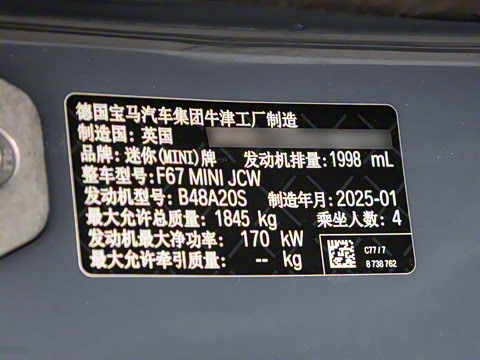 德国宝马汽车集团牛津工厂制造
制造国: 英国
品牌: 迷你(MINI)牌 发动机排量: 1998 mL
整车型号: F67 MINI JCW
发动机型号: B48A20S 制造年月: 2025-01
最大允许总质量: 1845 kg 乘坐人数: 4
发动机最大净功率: 170 kW
最大允许牵引质量: -- kg
C77 / 7
8 738 762